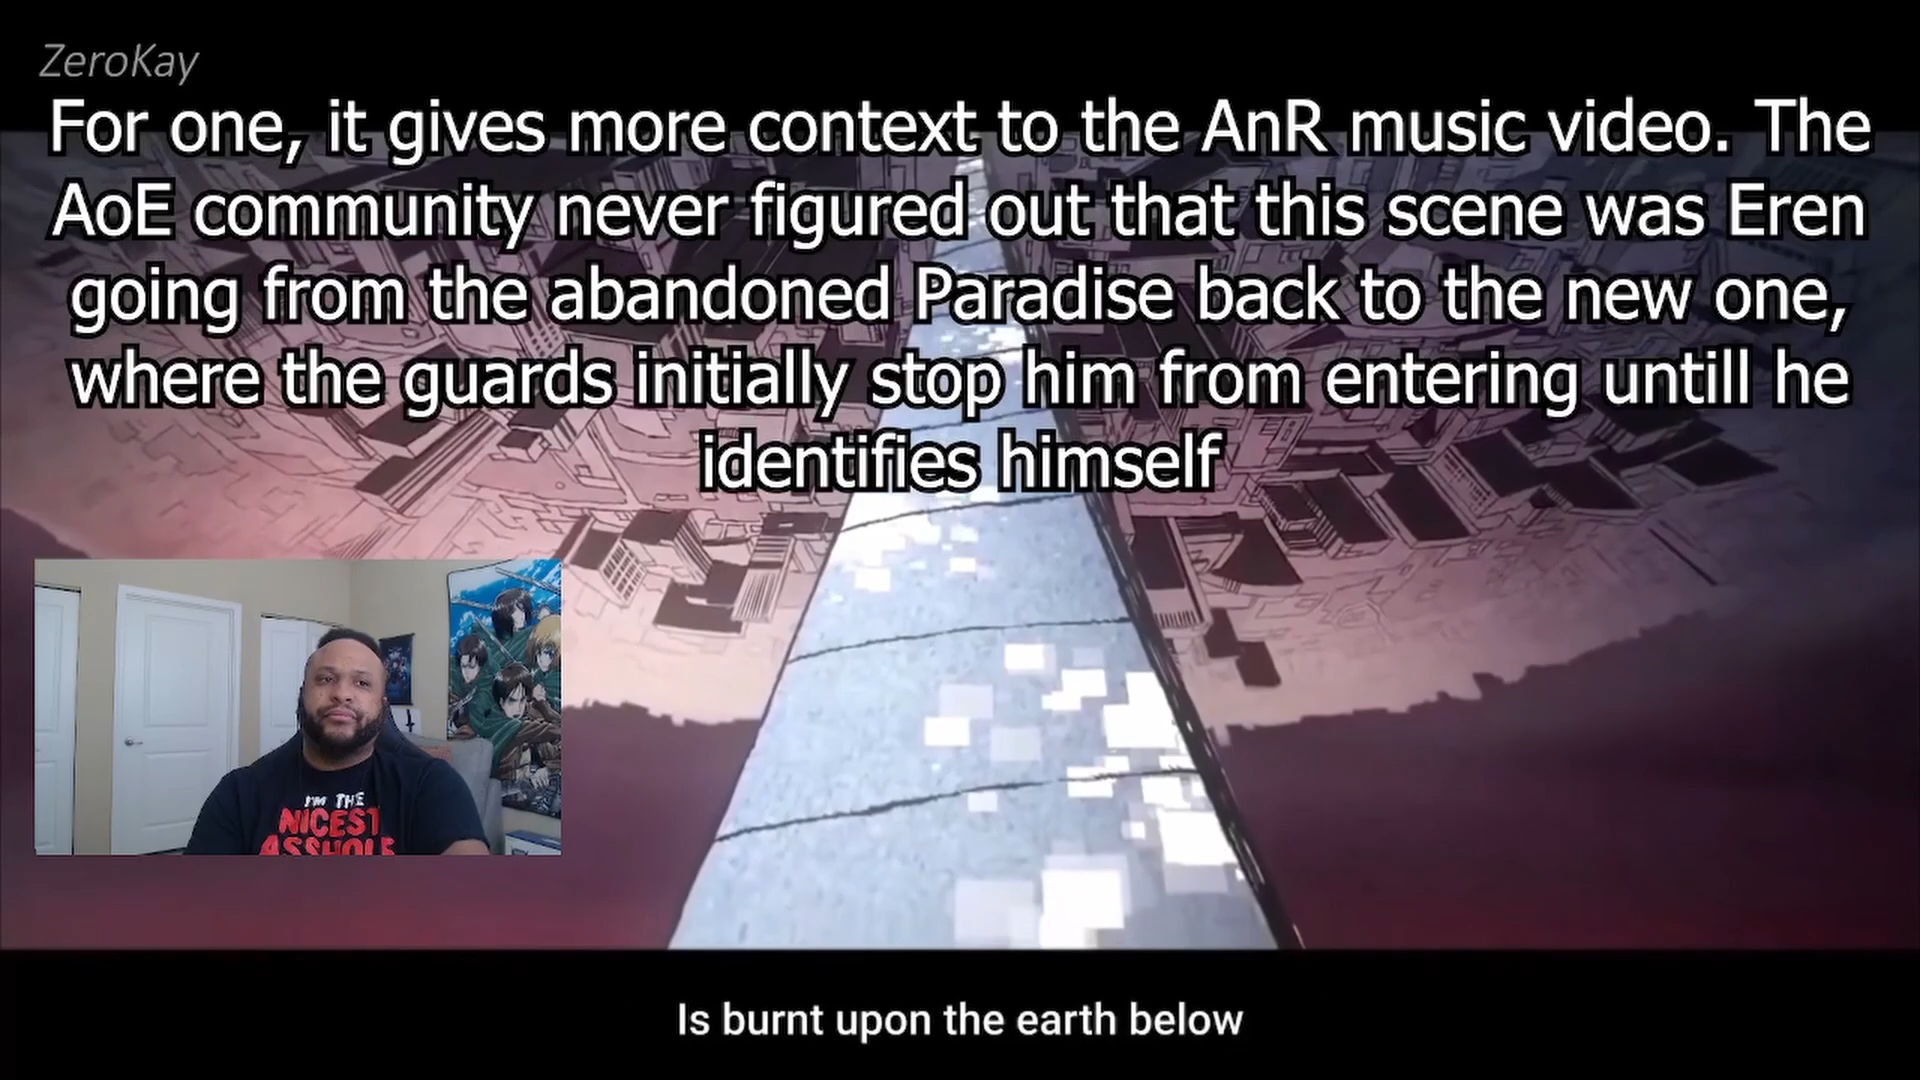 ZeroKay
For one, it gives more context to the AnR music video. The
AoE community never figured out that this scene was Eren
going from the abandoned Paradise back to the new one,
where the guards initially stop him from entering untill he
identifies himself
I'M THE
NICEST
ASSHOLE
Is burnt upon the earth below